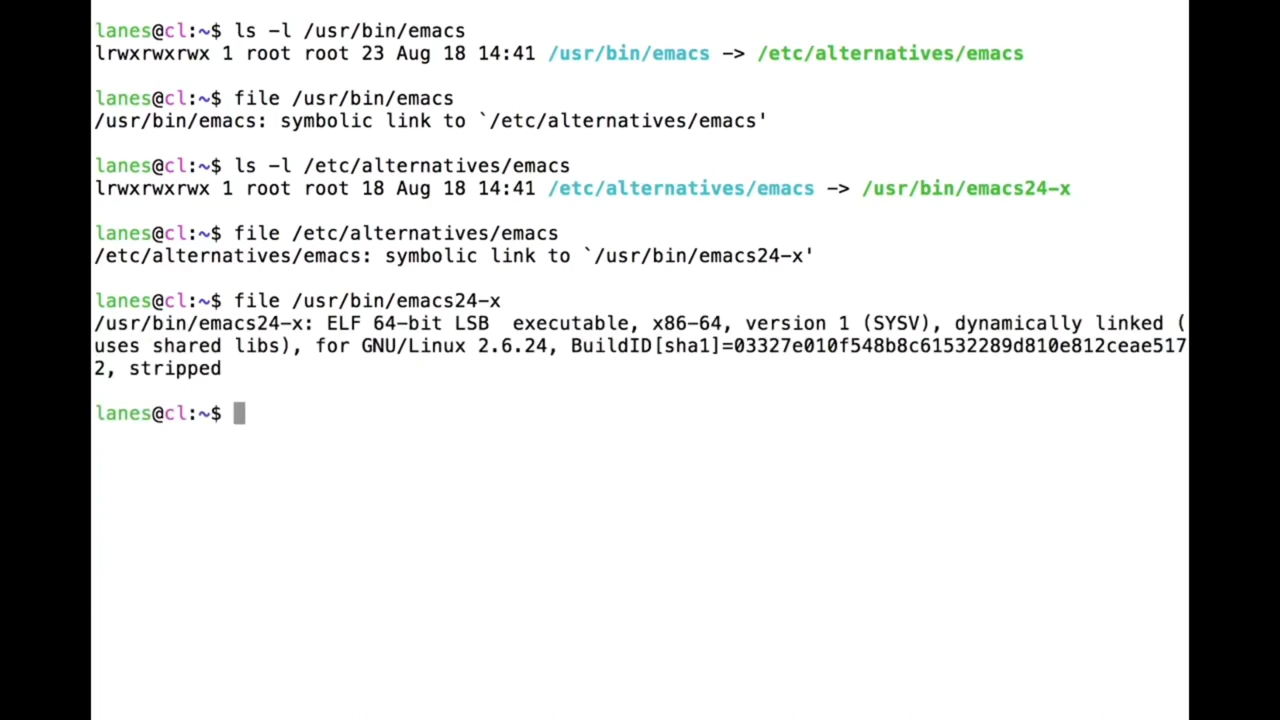 lanes@cl:~$ ls -l /usr/bin/emacs
lrwxrwxrwx 1 root root 23 Aug 18 14:41 /usr/bin/emacs -> /etc/alternatives/emacs
lanes@cl:~$ file /usr/bin/emacs
/usr/bin/emacs: symbolic link to `/etc/alternatives/emacs'
lanes@cl:~$ ls -l /etc/alternatives/emacs
lrwxrwxrwx 1 root root 18 Aug 18 14:41 /etc/alternatives/emacs -> /usr/bin/emacs24-x
lanes@cl:~$ file /etc/alternatives/emacs
/etc/alternatives/emacs: symbolic link to `/usr/bin/emacs24-x'
lanes@cl:~$ file /usr/bin/emacs24-x
/usr/bin/emacs24-x: ELF 64-bit LSB  executable, x86-64, version 1 (SYSV), dynamically linked (
uses shared libs), for GNU/Linux 2.6.24, BuildID[sha1]=03327e010f548b8c61532289d810e812ceae517
2, stripped
lanes@cl:~$